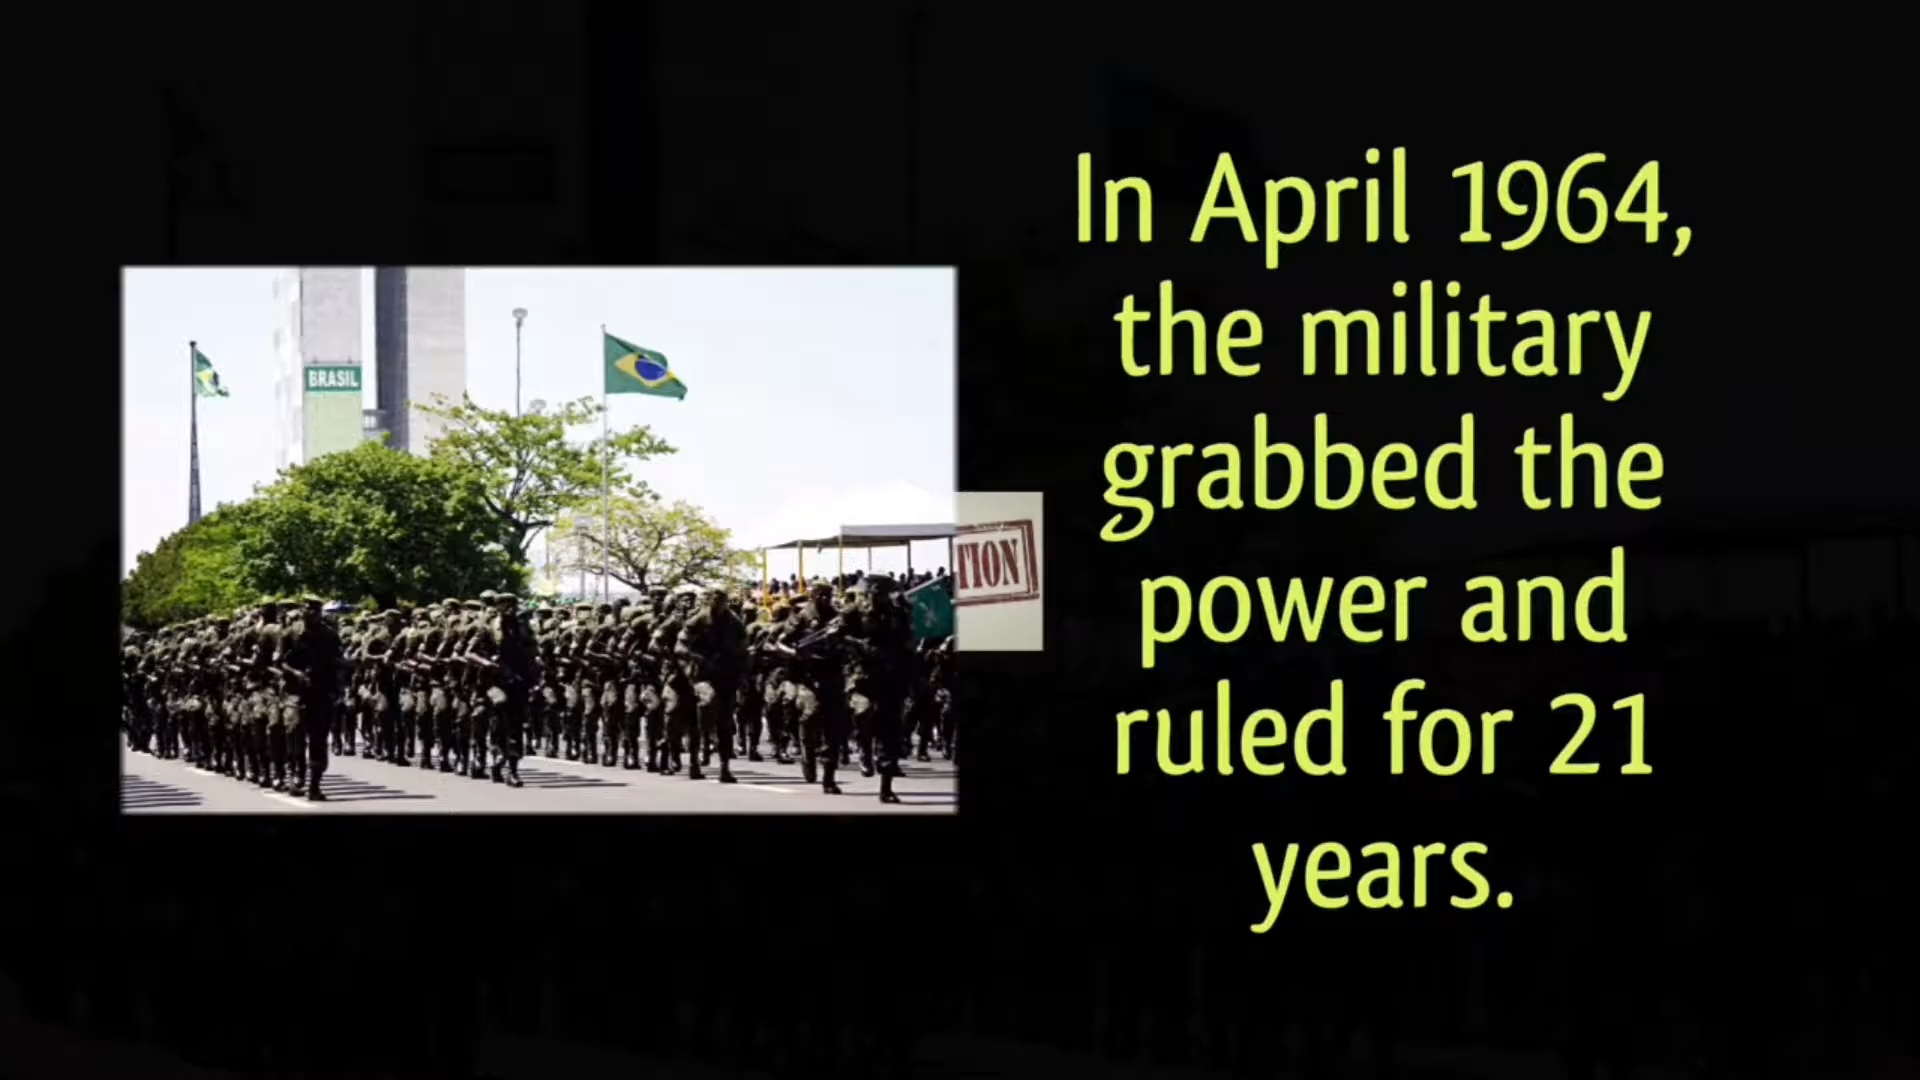 BRASIL
TION
In April 1964,
the military
grabbed the
power and
ruled for 21
years.